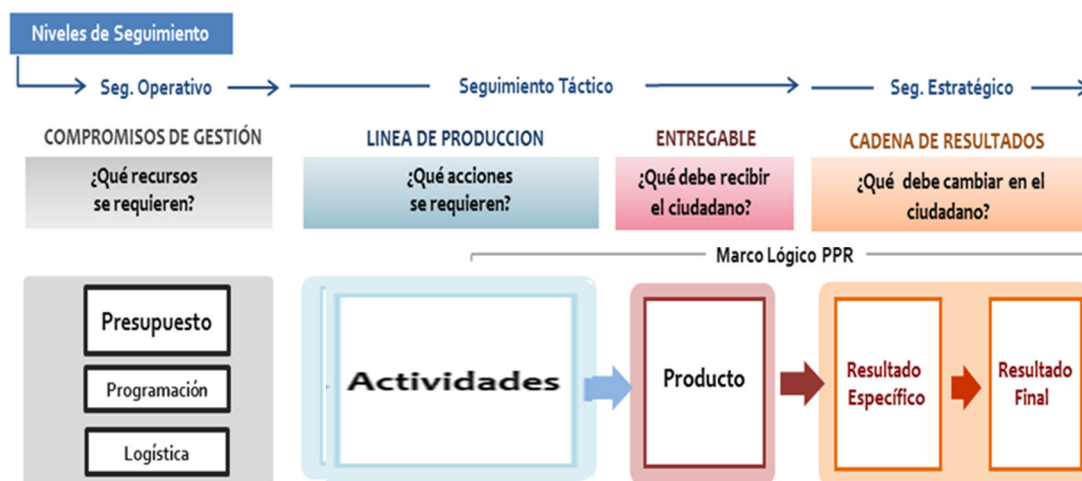 Niveles de Seguimiento
Seg. Operativo
Seguimiento Táctico
Seg. Estratégico
COMPROMISOS DE GESTIÓN
LINEA DE PRODUCCION
ENTREGABLE
CADENA DE RESULTADOS
¿Qué recursos
se requieren?
¿Qué acciones
se requieren?
¿Qué debe recibir
el ciudadano?
¿Qué debe cambiar en el
ciudadano?
Marco Lógico PPR
Presupuesto
Programación
Logística
Actividades
Producto
Resultado
Específico
Resultado
Final